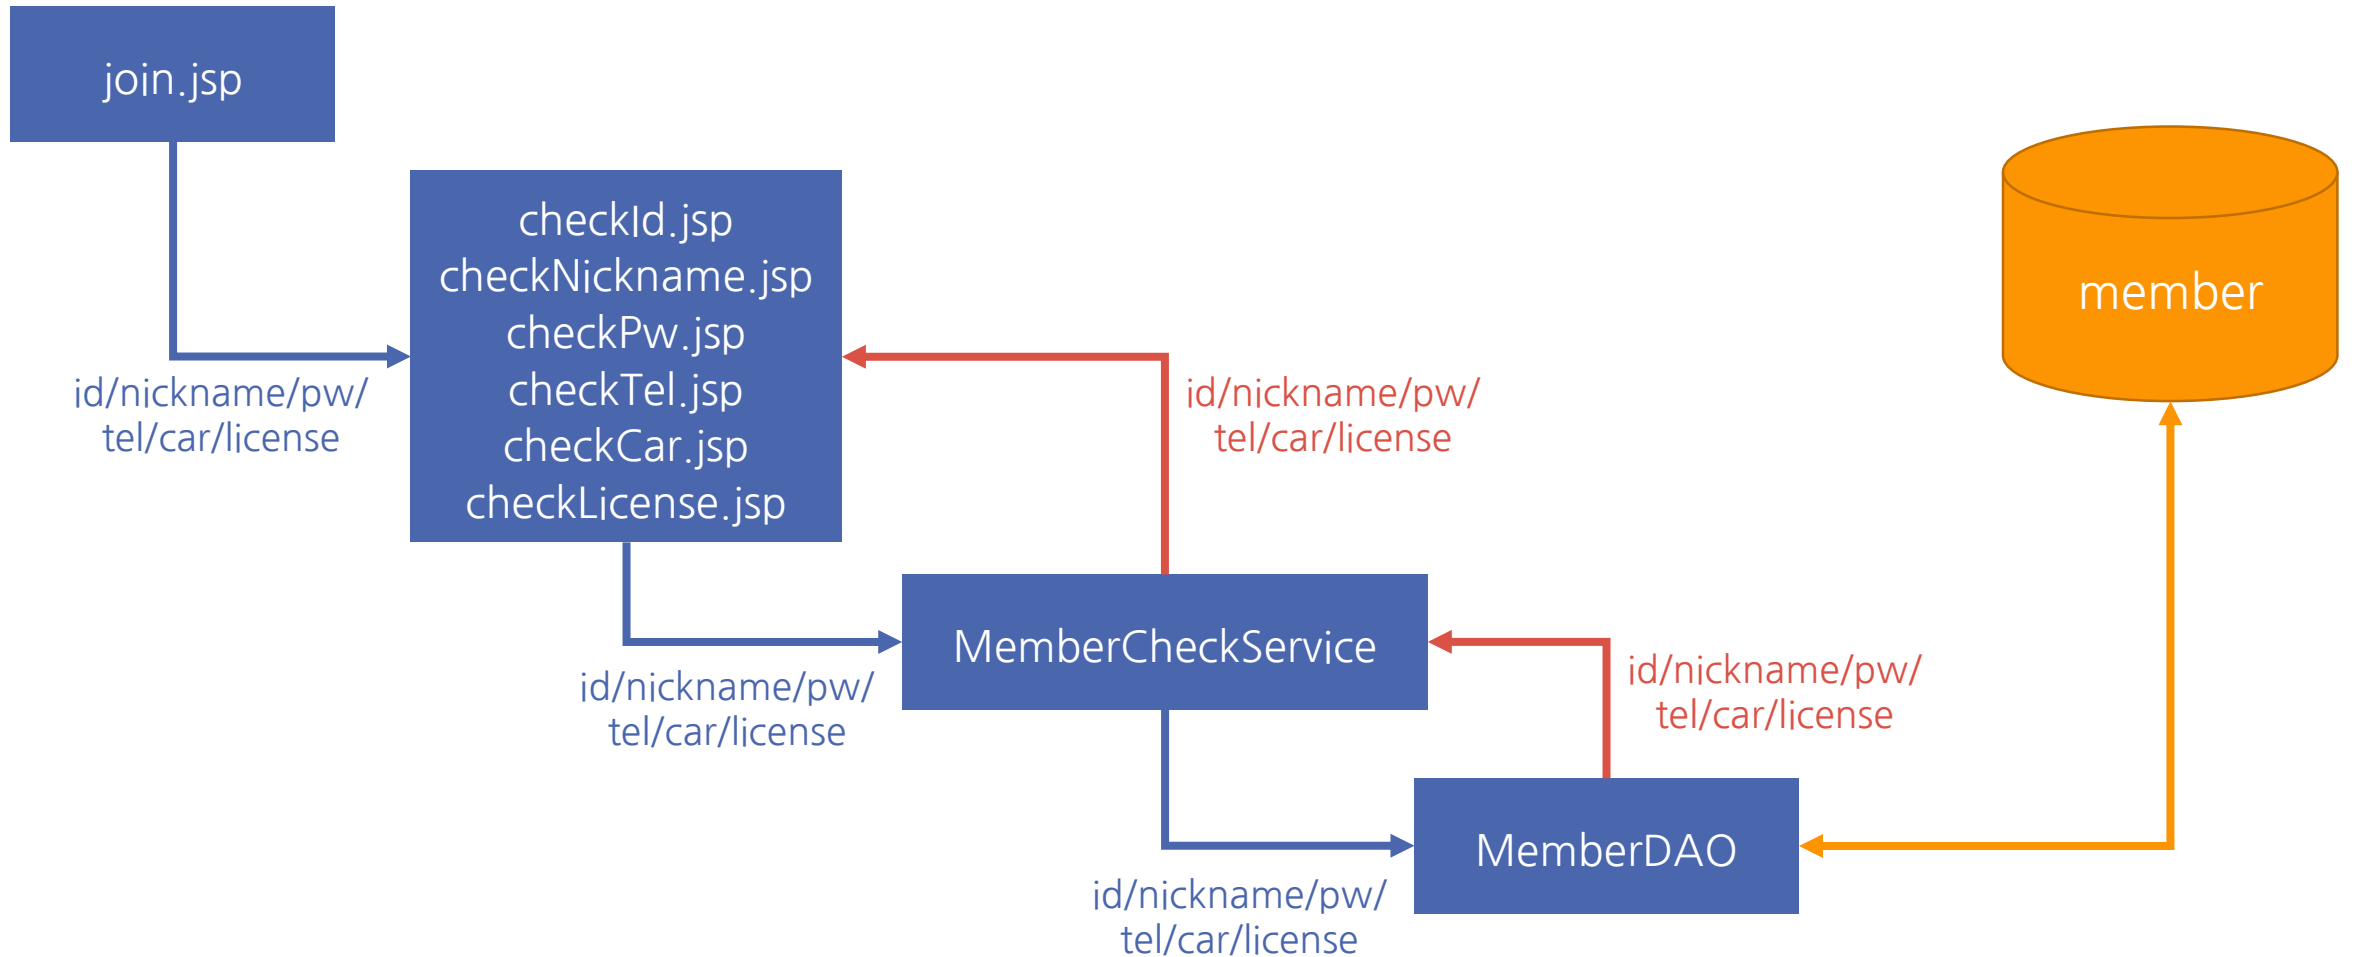 join.jsp
checkId.jsp
checkNickname.jsp
checkPw.jsp
checkTel.jsp
checkCar.jsp
checkLicense.jsp
id/nickname/pw/
tel/car/license
id/nickname/pw/
tel/car/license
member
MemberCheckService
id/nickname/pw/
tel/car/license
id/nickname/pw/
tel/car/license
MemberDAO
id/nickname/pw/
tel/car/license